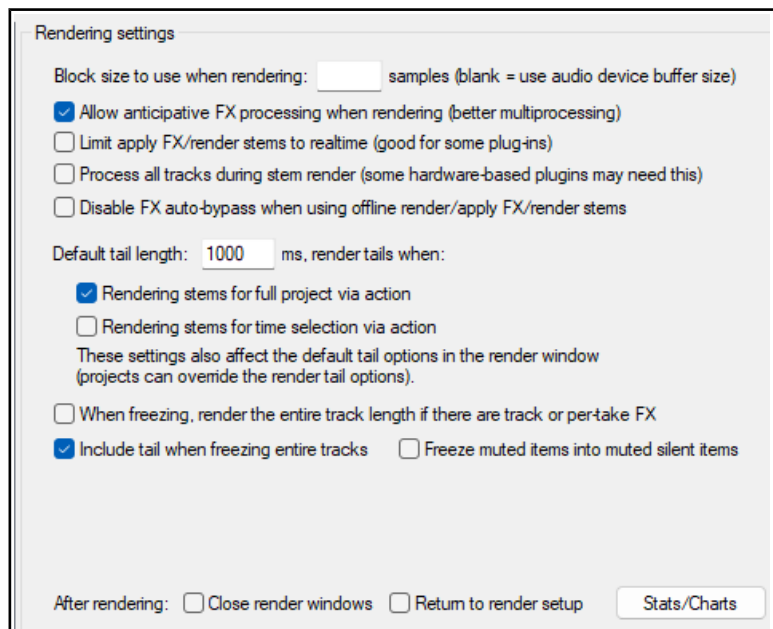 Rendering settings
Block size to use when rendering: samples (blank = use audio device buffer size)
Allow anticipative FX processing when rendering (better multiprocessing)
Limit apply FX/render stems to realtime (good for some plug-ins)
Process all tracks during stem render (some hardware-based plugins may need this)
Disable FX auto-bypass when using offline render/apply FX/render stems
Default tail length: 1000 ms, render tails when:
Rendering stems for full project via action
Rendering stems for time selection via action
These settings also affect the default tail options in the render window
(projects can override the render tail options).
When freezing, render the entire track length if there are track or per-take FX
Include tail when freezing entire tracks Freeze muted items into muted silent items
After rendering: Close render windows Return to render setup Stats/Charts